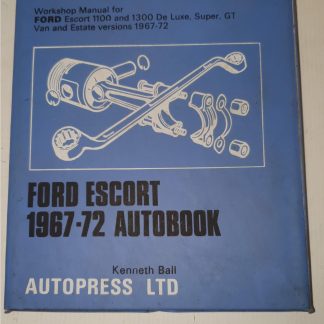 Workshop Manual for
FORD Escort 1100 and 1300 De Luxe, Super, GT
Van and Estate versions 1967-72
FORD ESCORT
1967-72 AUTOBOOK
Kenneth Ball
AUTOPRESS LTD